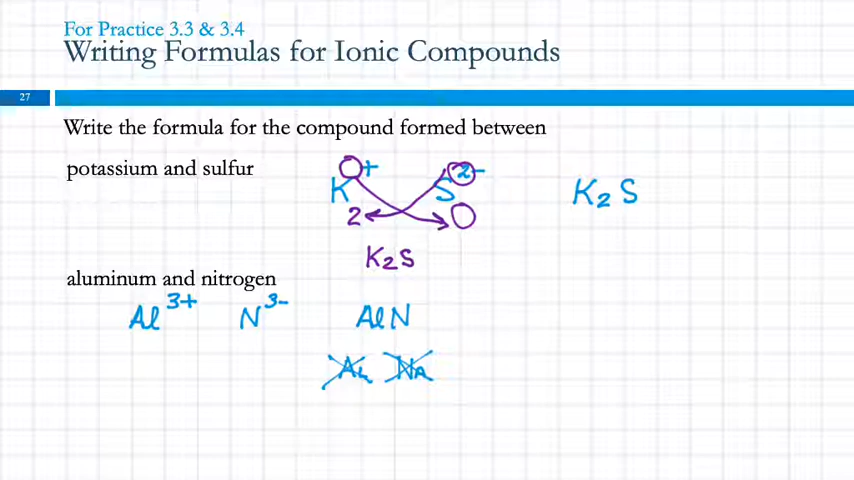 For Practice 3.3 & 3.4
Writing Formulas for Ionic Compounds
27
Write the formula for the compound formed between
potassium and sulfur
K+ S2- K2S
2
K2S
aluminum and nitrogen
Al3+ N3- AlN